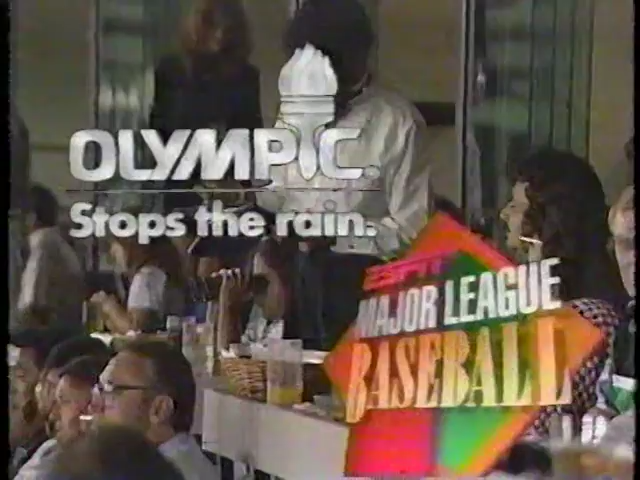 OLYMPIC®
Stops the rain.
ESPN
MAJOR LEAGUE
BASEBALL